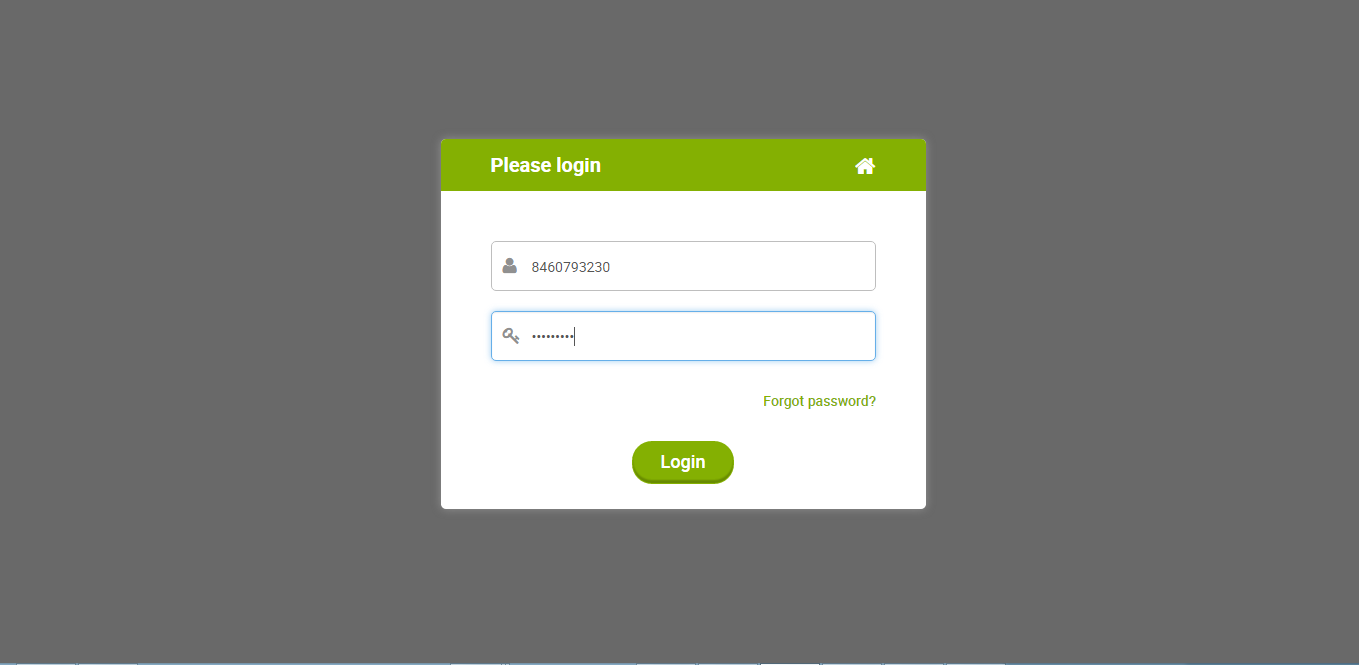 Please login
8460793230
•••••••••
Forgot password?
Login